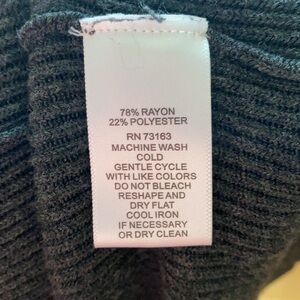 78% RAYON
22% POLYESTER
RN 73163
MACHINE WASH
COLD
GENTLE CYCLE
WITH LIKE COLORS
DO NOT BLEACH
RESHAPE AND
DRY FLAT
COOL IRON
IF NECESSARY
OR DRY CLEAN